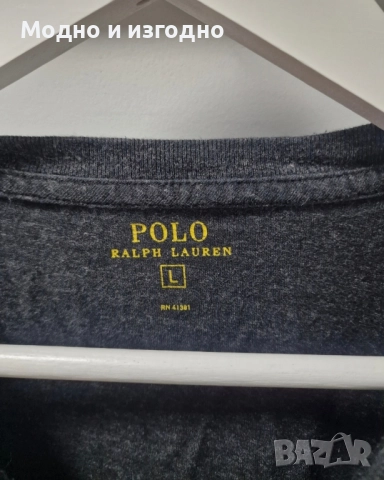 Модно и изгодно
POLO
RALPH LAUREN
L
RN 41381
BAZAR